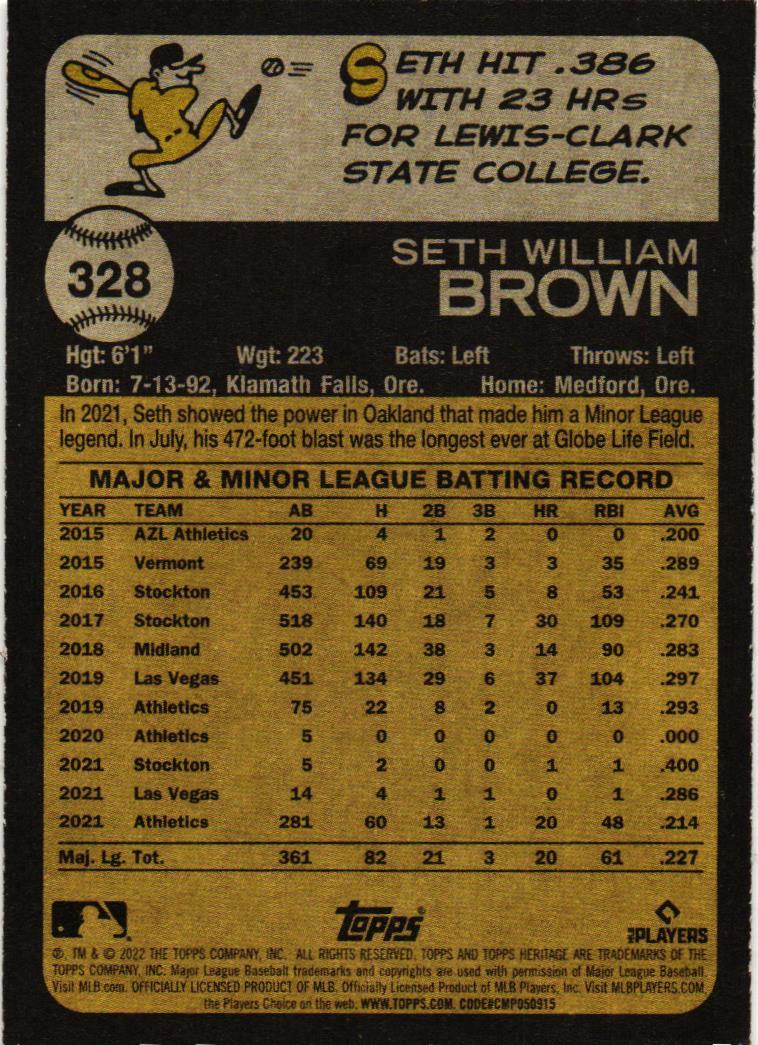 SETH HIT .386
WITH 23 HRs
FOR LEWIS-CLARK
STATE COLLEGE.
328
SETH WILLIAM
BROWN
Hgt: 6'1" Wgt: 223 Bats: Left Throws: Left
Born: 7-13-92, Klamath Falls, Ore. Home: Medford, Ore.
In 2021, Seth showed the power in Oakland that made him a Minor League
legend. In July, his 472-foot blast was the longest ever at Globe Life Field.
MAJOR & MINOR LEAGUE BATTING RECORD
YEAR TEAM AB H 2B 3B HR RBI AVG
2015 AZL Athletics 20 4 1 2 0 0 .200
2015 Vermont 239 69 19 3 3 35 .289
2016 Stockton 453 109 21 5 8 53 .241
2017 Stockton 518 140 18 7 30 109 .270
2018 Midland 502 142 38 3 14 90 .283
2019 Las Vegas 451 134 29 6 37 104 .297
2019 Athletics 75 22 8 2 0 13 .293
2020 Athletics 5 0 0 0 0 0 .000
2021 Stockton 5 2 0 0 1 1 .400
2021 Las Vegas 14 4 1 1 0 1 .286
2021 Athletics 281 60 13 1 20 48 .214
Maj. Lg. Tot. 361 82 21 3 20 61 .227
TOPPS
PLAYERS
®, TM & © 2022 THE TOPPS COMPANY, INC. ALL RIGHTS RESERVED. TOPPS AND TOPPS HERITAGE ARE TRADEMARKS OF THE
TOPPS COMPANY, INC. Major League Baseball trademarks and copyrights are used with permission of Major League Baseball.
Visit MLB.com. OFFICIALLY LICENSED PRODUCT OF MLB. Officially Licensed Product of MLB Players, Inc. Visit MLBPLAYERS.COM,
the Players Choice on the web. WWW.TOPPS.COM. CODE#CMP050915